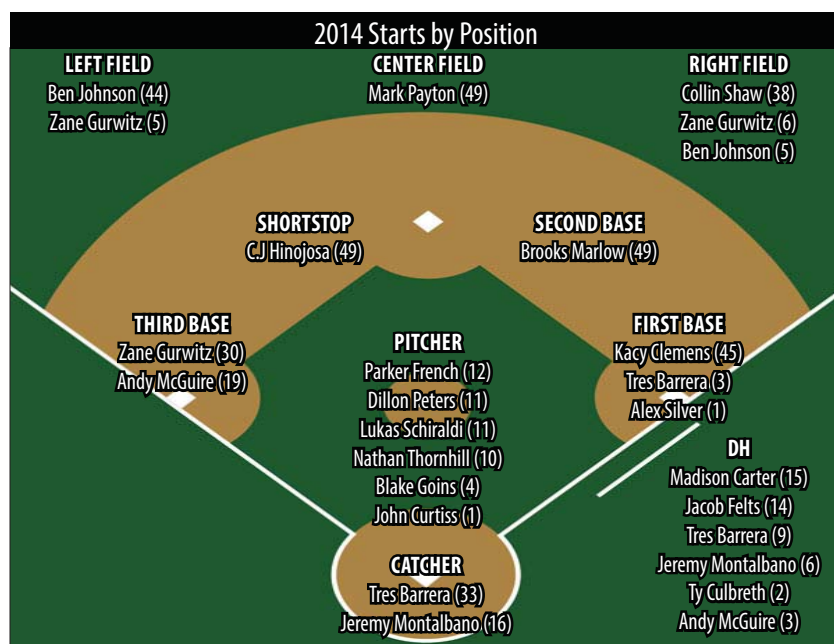 2014 Starts by Position
LEFT FIELD
Ben Johnson (44)
Zane Gurwitz (5)
CENTER FIELD
Mark Payton (49)
RIGHT FIELD
Collin Shaw (38)
Zane Gurwitz (6)
Ben Johnson (5)
SHORTSTOP
C.J Hinojosa (49)
SECOND BASE
Brooks Marlow (49)
THIRD BASE
Zane Gurwitz (30)
Andy McGuire (19)
PITCHER
Parker French (12)
Dillon Peters (11)
Lukas Schiraldi (11)
Nathan Thornhill (10)
Blake Goins (4)
John Curtiss (1)
FIRST BASE
Kacy Clemens (45)
Tres Barrera (3)
Alex Silver (1)
DH
Madison Carter (15)
Jacob Felts (14)
Tres Barrera (9)
Jeremy Montalbano (6)
Ty Culbreth (2)
Andy McGuire (3)
CATCHER
Tres Barrera (33)
Jeremy Montalbano (16)